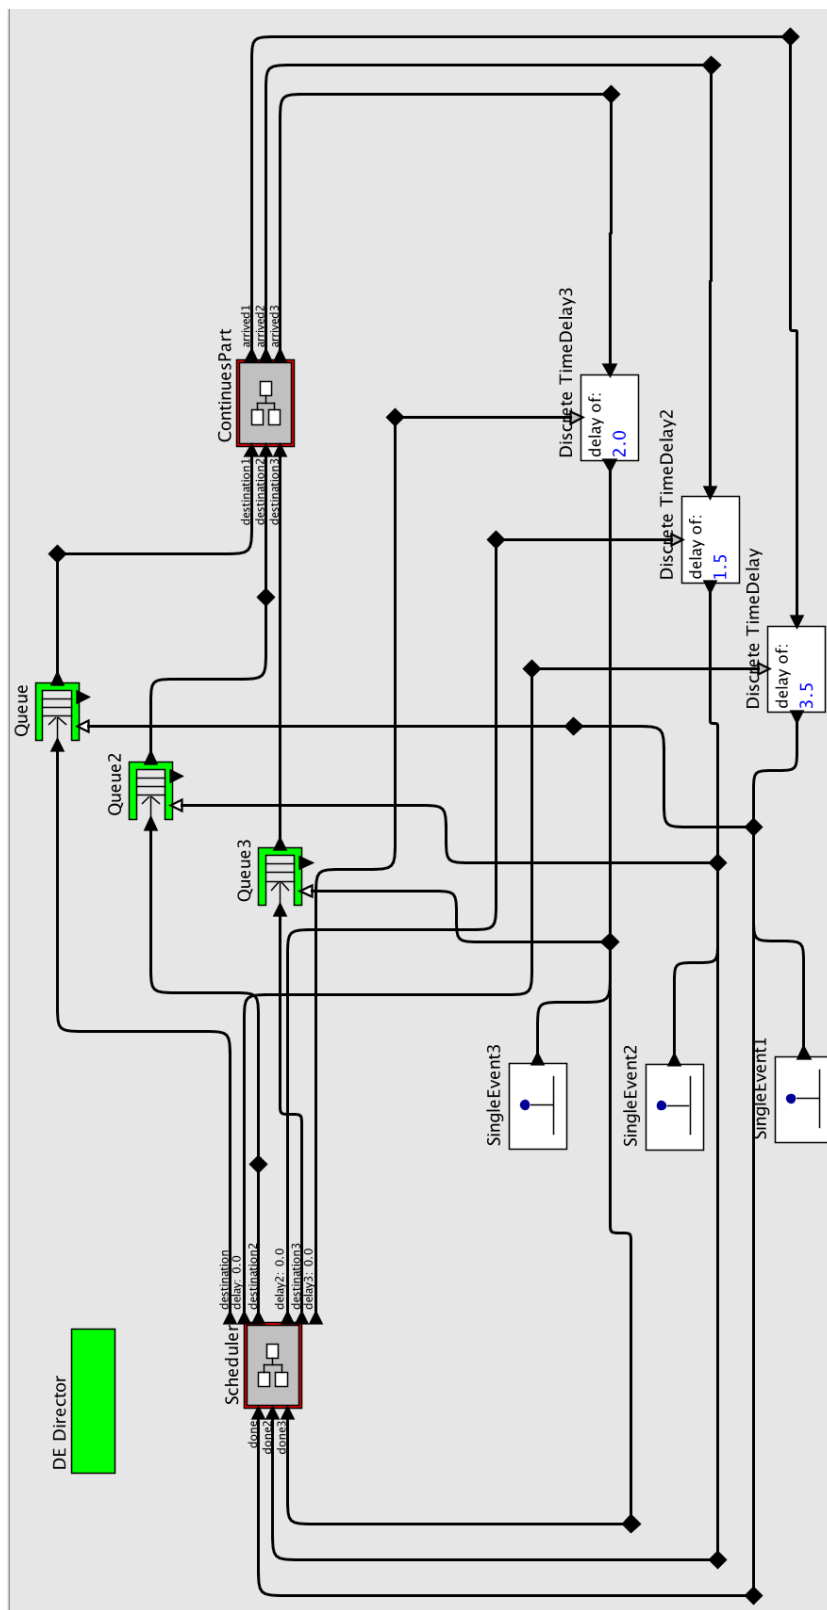 DE Director
Scheduler
done
done2
done3
destination
delay: 0.0
destination2
delay2: 0.0
destination3
delay3: 0.0
Queue
Queue2
Queue3
ContinuesPart
destination1
destination2
destination3
arrived1
arrived2
arrived3
SingleEvent3
SingleEvent2
SingleEvent1
Discrete TimeDelay3
delay of:
2.0
Discrete TimeDelay2
delay of:
1.5
Discrete TimeDelay
delay of:
3.5